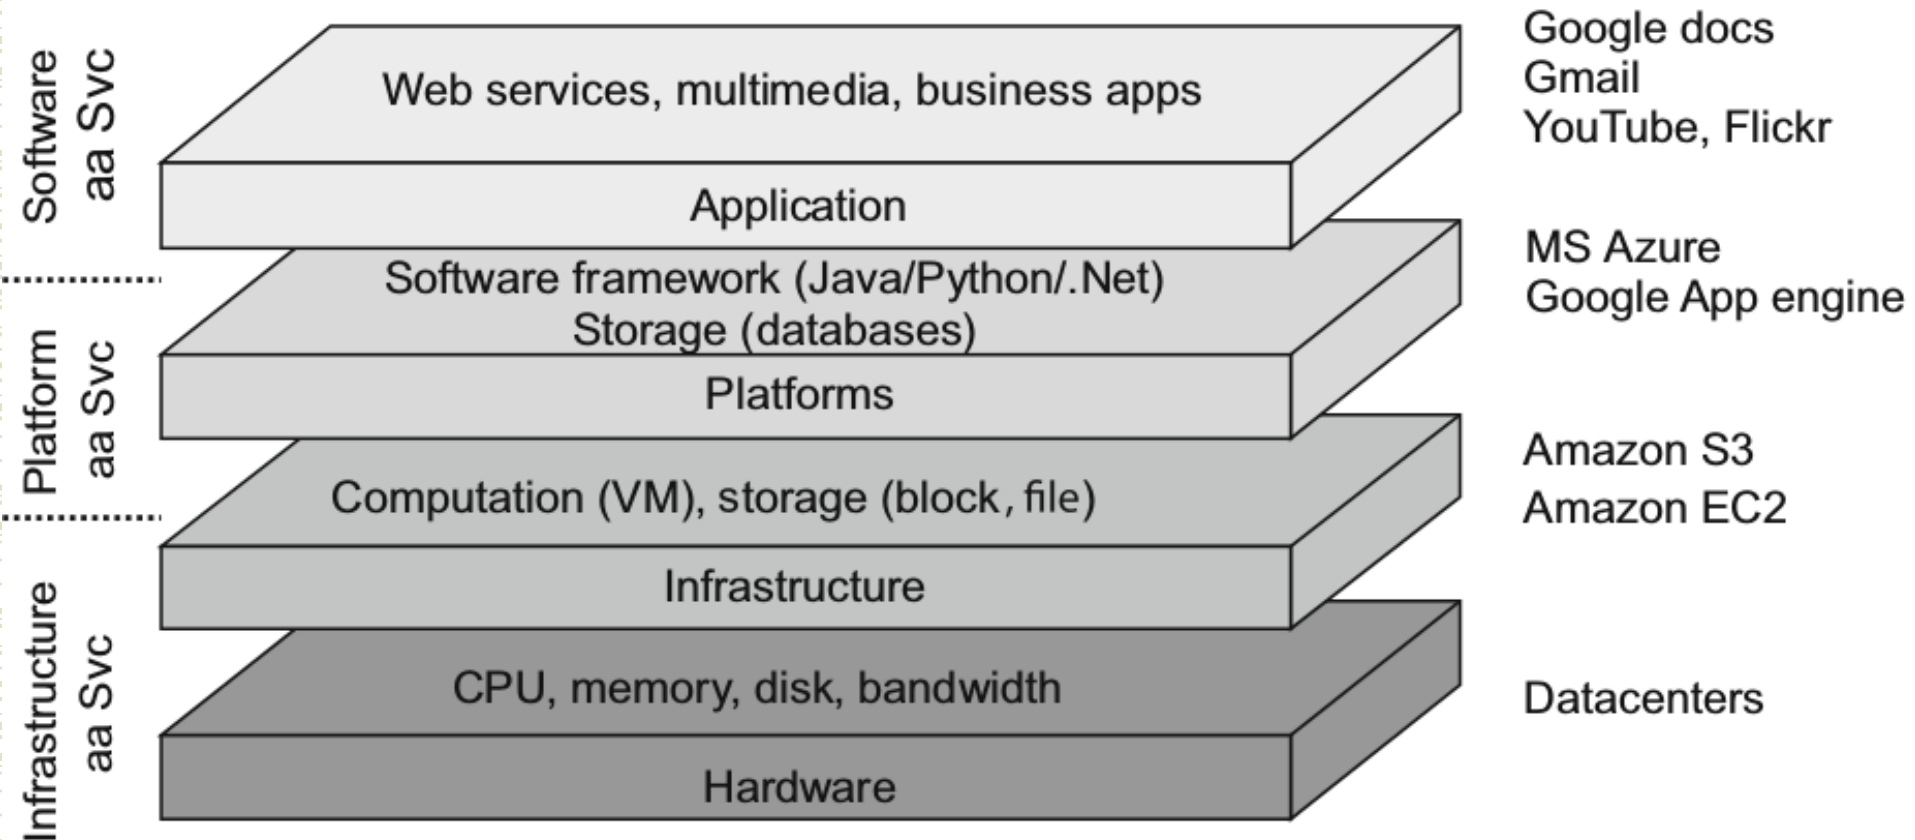 Software
aa Svc
Web services, multimedia, business apps
Application
Google docs
Gmail
YouTube, Flickr
Platform
aa Svc
Software framework (Java/Python/.Net)
Storage (databases)
Platforms
MS Azure
Google App engine
Infrastructure
aa Svc
Computation (VM), storage (block, file)
Infrastructure
Amazon S3
Amazon EC2
CPU, memory, disk, bandwidth
Hardware
Datacenters